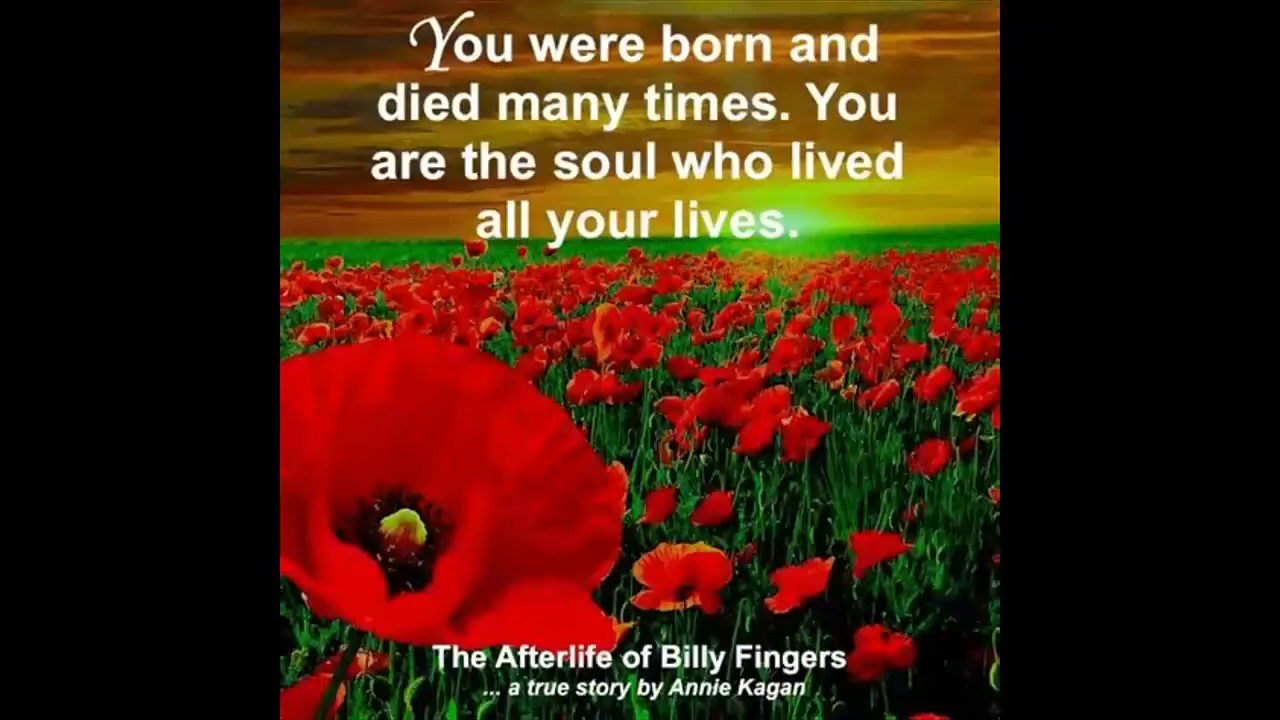 You were born and
died many times. You
are the soul who lived
all your lives.
The Afterlife of Billy Fingers
... a true story by Annie Kagan